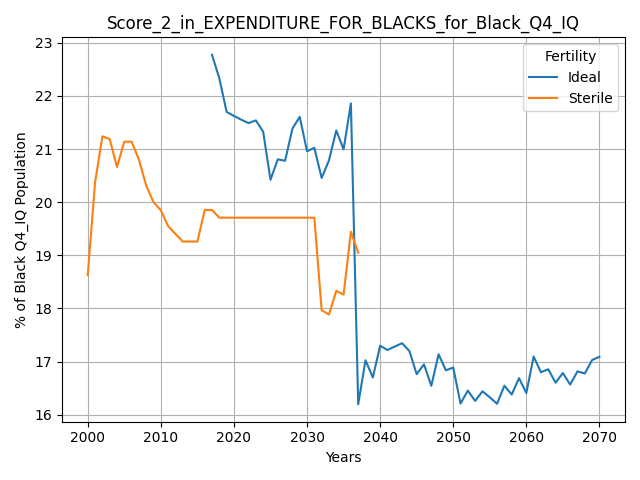 Score_2_in_EXPENDITURE_FOR_BLACKS_for_Black_Q4_IQ
Fertility
Ideal
Sterile
% of Black Q4_IQ Population
23
22
21
20
19
18
17
16
2000
2010
2020
2030
2040
2050
2060
2070
Years